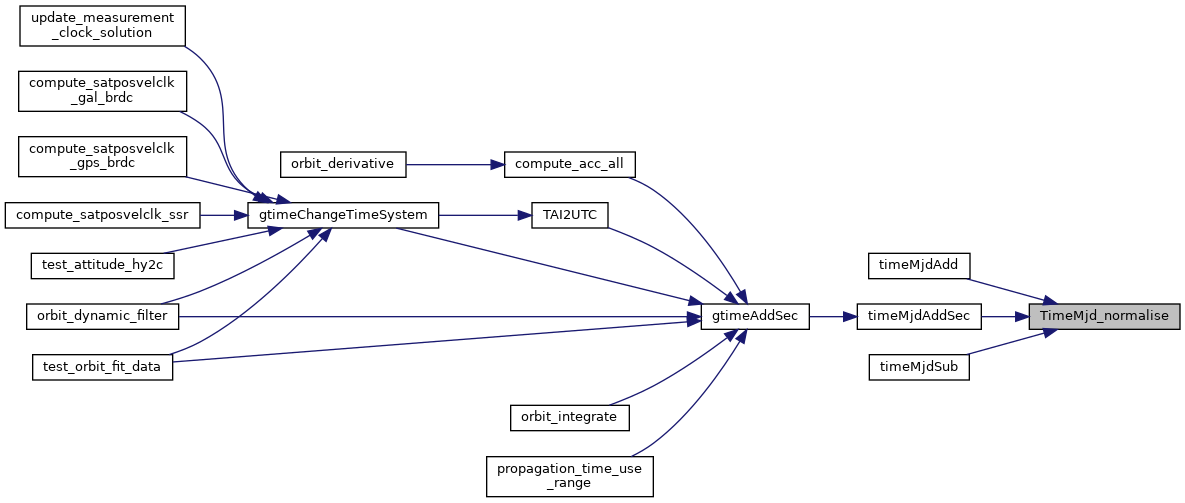 update_measurement
_clock_solution
compute_satposvelclk
_gal_brdc
compute_satposvelclk
_gps_brdc
compute_satposvelclk_ssr
test_attitude_hy2c
orbit_dynamic_filter
test_orbit_fit_data
orbit_derivative
gtimeChangeTimeSystem
compute_acc_all
TAI2UTC
gtimeAddSec
orbit_integrate
propagation_time_use
_range
timeMjdAdd
timeMjdAddSec
timeMjdSub
TimeMjd_normalise